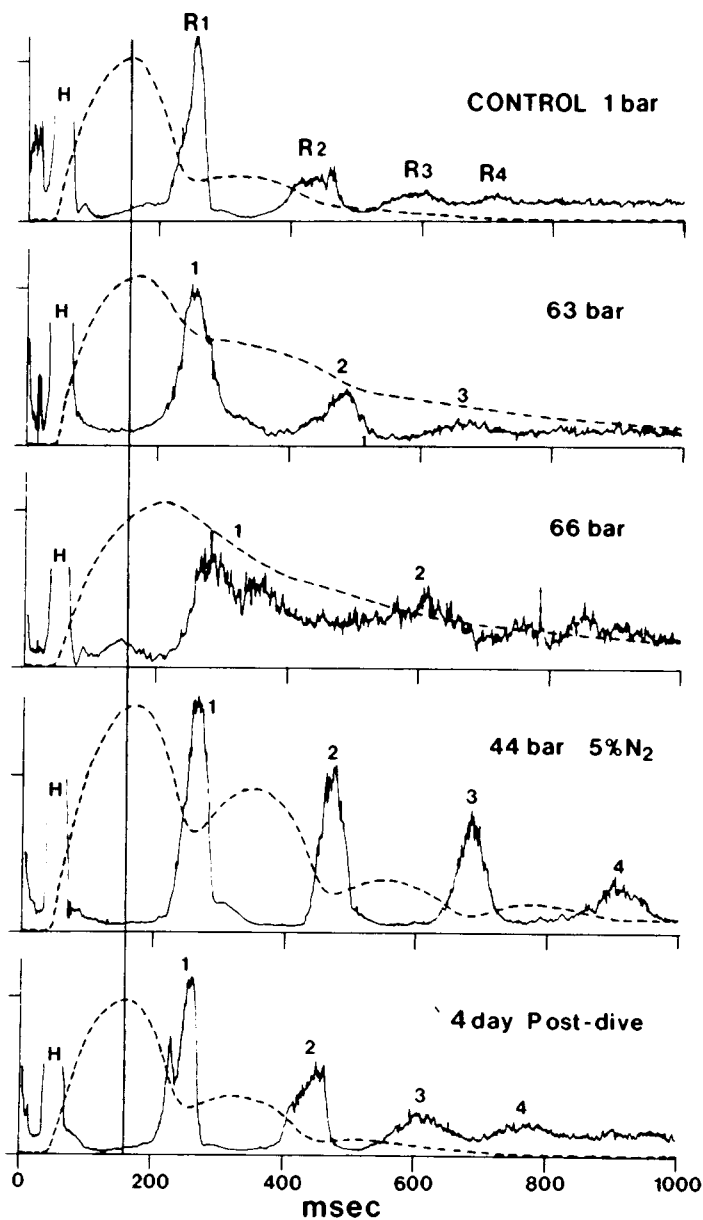 R1
H
CONTROL 1 bar
R2
R3
R4
1
H
63 bar
2
3
1
66 bar
H
2
1
44 bar 5%N₂
2
H
3
4
1
4 day Post-dive
2
H
3
4
0 200 400 600 800 1000
msec